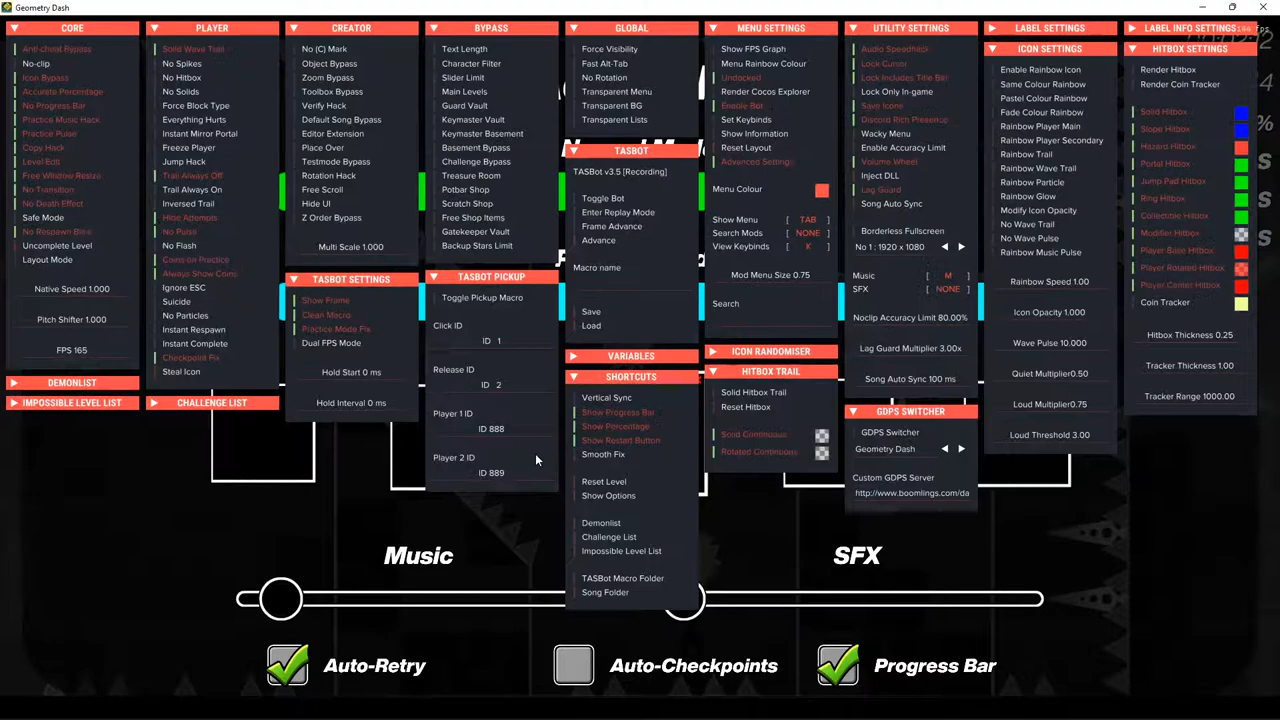 Geometry Dash
CORE
Anti-cheat Bypass
No-clip
Icon Bypass
Accurate Percentage
No Progress Bar
Practice Music Hack
Practice Pulse
Copy Hack
Level Edit
Free Window Resize
No Transition
No Death Effect
Safe Mode
No Respawn Blink
Uncomplete Level
Layout Mode
Native Speed 1.000
Pitch Shifter 1.000
FPS 165
DEMONLIST
IMPOSSIBLE LEVEL LIST
PLAYER
Solid Wave Trail
No Spikes
No Hitbox
No Solids
Force Block Type
Everything Hurts
Instant Mirror Portal
Freeze Player
Jump Hack
Trail Always Off
Trail Always On
Inversed Trail
Hide Attempts
No Pulse
No Flash
Coins on Practice
Always Show Coins
Ignore ESC
Suicide
No Particles
Instant Respawn
Instant Complete
Checkpoint Fix
Steal Icon
CHALLENGE LIST
CREATOR
No (C) Mark
Object Bypass
Zoom Bypass
Toolbox Bypass
Verify Hack
Default Song Bypass
Editor Extension
Place Over
Testmode Bypass
Rotation Hack
Free Scroll
Hide UI
Z Order Bypass
Multi Scale 1.000
TASBOT SETTINGS
Show Frame
Clean Macro
Practice Mode Fix
Dual FPS Mode
Hold Start 0 ms
Hold Interval 0 ms
BYPASS
Text Length
Character Filter
Slider Limit
Main Levels
Guard Vault
Keymaster Vault
Keymaster Basement
Basement Bypass
Challenge Bypass
Treasure Room
Potbar Shop
Scratch Shop
Free Shop Items
Gatekeeper Vault
Backup Stars Limit
TASBOT PICKUP
Toggle Pickup Macro
Click ID
ID 1
Release ID
ID 2
Player 1 ID
ID 888
Player 2 ID
ID 889
GLOBAL
Force Visibility
Fast Alt-Tab
No Rotation
Transparent Menu
Transparent BG
Transparent Lists
TASBOT
TASBot v3.5 [Recording]
Toggle Bot
Enter Replay Mode
Frame Advance
Advance
Macro name
Save
Load
VARIABLES
SHORTCUTS
Vertical Sync
Show Progress Bar
Show Percentage
Show Restart Button
Smooth Fix
Reset Level
Show Options
Demonlist
Challenge List
Impossible Level List
TASBot Macro Folder
Song Folder
MENU SETTINGS
Show FPS Graph
Menu Rainbow Colour
Undocked
Render Cocos Explorer
Enable Bot
Set Keybinds
Show Information
Reset Layout
Advanced Settings
Menu Colour
Show Menu [ TAB ]
Search Mods [ NONE ]
View Keybinds [ K ]
Mod Menu Size 0.75
Search
ICON RANDOMISER
HITBOX TRAIL
Solid Hitbox Trail
Reset Hitbox
Solid Continuous
Rotated Continuous
UTILITY SETTINGS
Audio Speedhack
Lock Cursor
Lock Includes Title Bar
Lock Only In-game
Save Icons
Discord Rich Presence
Wacky Menu
Enable Accuracy Limit
Volume Wheel
Inject DLL
Lag Guard
Song Auto Sync
Borderless Fullscreen
No 1 : 1920 x 1080
Music [ M ]
SFX [ NONE ]
Noclip Accuracy Limit 80.00%
Lag Guard Multiplier 3.00x
Song Auto Sync 100 ms
GDPS SWITCHER
GDPS Switcher
Geometry Dash
Custom GDPS Server
http://www.boomlings.com/da
LABEL SETTINGS
ICON SETTINGS
Enable Rainbow Icon
Same Colour Rainbow
Pastel Colour Rainbow
Fade Colour Rainbow
Rainbow Player Main
Rainbow Player Secondary
Rainbow Trail
Rainbow Wave Trail
Rainbow Particle
Rainbow Glow
Modify Icon Opacity
No Wave Trail
No Wave Pulse
Rainbow Music Pulse
Rainbow Speed 1.00
Icon Opacity 1.000
Wave Pulse 10.000
Quiet Multiplier0.50
Loud Multiplier0.75
Loud Threshold 3.00
LABEL INFO SETTINGS
HITBOX SETTINGS
Render Hitbox
Render Coin Tracker
Solid Hitbox
Slope Hitbox
Hazard Hitbox
Portal Hitbox
Jump Pad Hitbox
Ring Hitbox
Collectible Hitbox
Modifier Hitbox
Player Base Hitbox
Player Rotated Hitbox
Player Center Hitbox
Coin Tracker
Hitbox Thickness 0.25
Tracker Thickness 1.00
Tracker Range 1000.00
Music
SFX
Auto-Retry
Auto-Checkpoints
Progress Bar